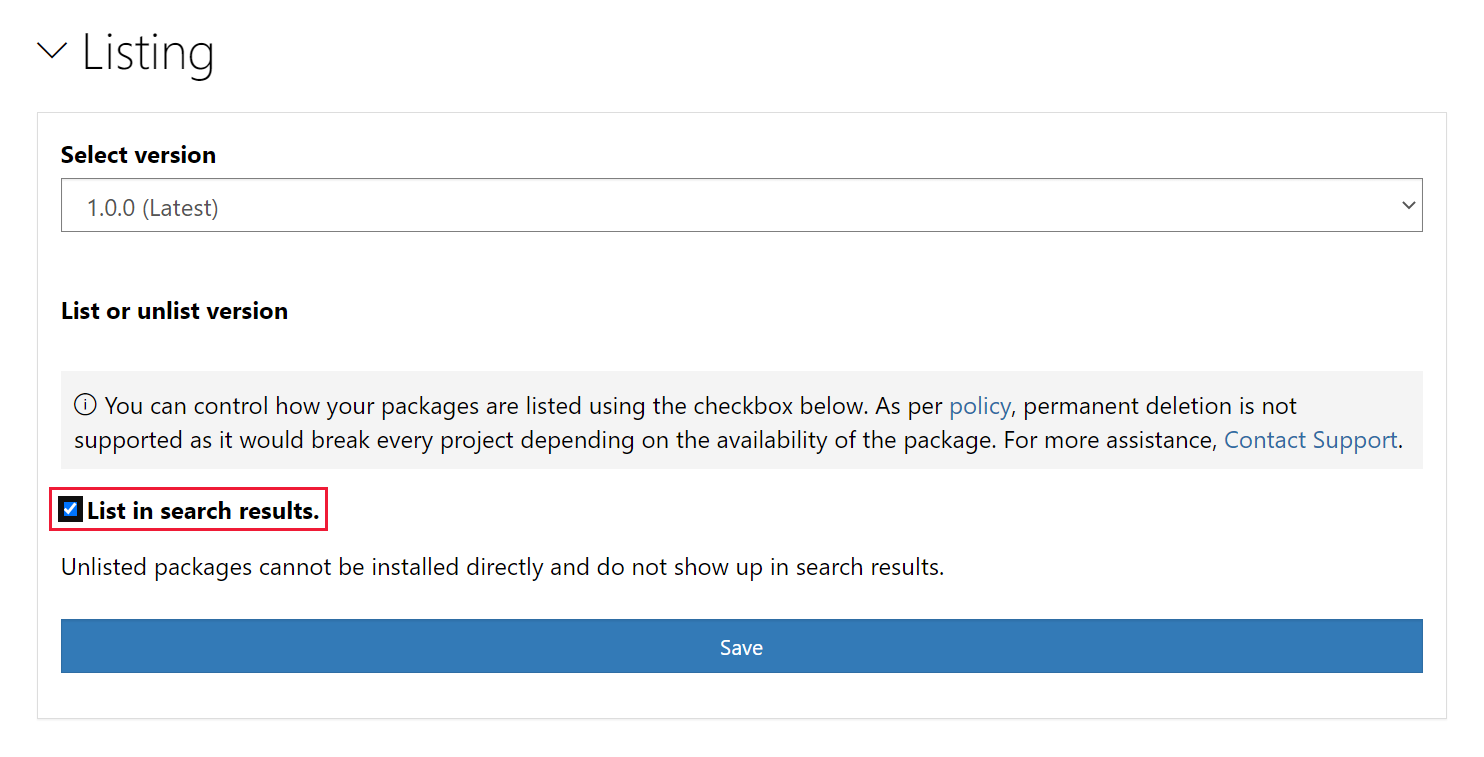 Listing
Select version
1.0.0 (Latest)
List or unlist version
You can control how your packages are listed using the checkbox below. As per policy, permanent deletion is not
supported as it would break every project depending on the availability of the package. For more assistance, Contact Support.
List in search results.
Unlisted packages cannot be installed directly and do not show up in search results.
Save